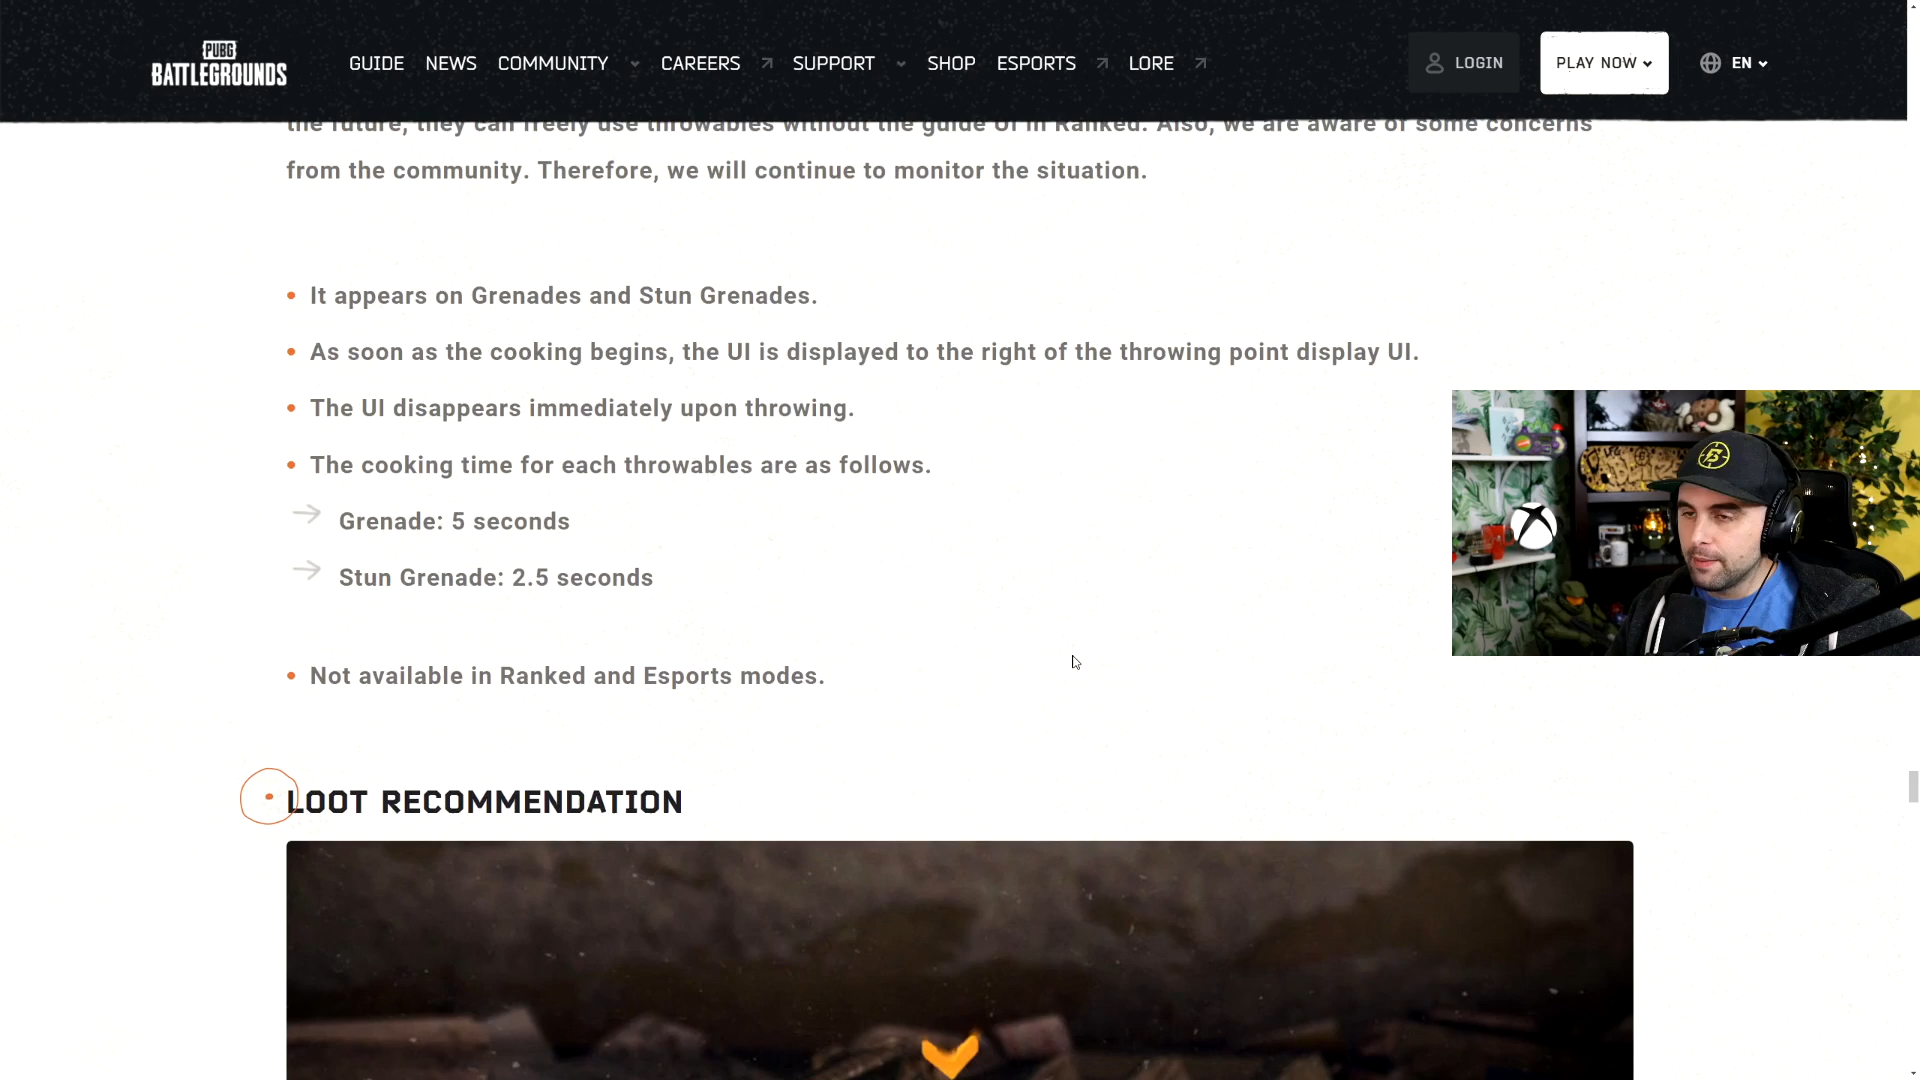 PUBG
BATTLEGROUNDS
GUIDE NEWS COMMUNITY CAREERS SUPPORT SHOP ESPORTS LORE LOGIN PLAY NOW EN
the future, they can freely use throwables without the guide UI in Ranked. Also, we are aware of some concerns
from the community. Therefore, we will continue to monitor the situation.
• It appears on Grenades and Stun Grenades.
• As soon as the cooking begins, the UI is displayed to the right of the throwing point display UI.
• The UI disappears immediately upon throwing.
• The cooking time for each throwables are as follows.
→ Grenade: 5 seconds
→ Stun Grenade: 2.5 seconds
• Not available in Ranked and Esports modes.
• LOOT RECOMMENDATION